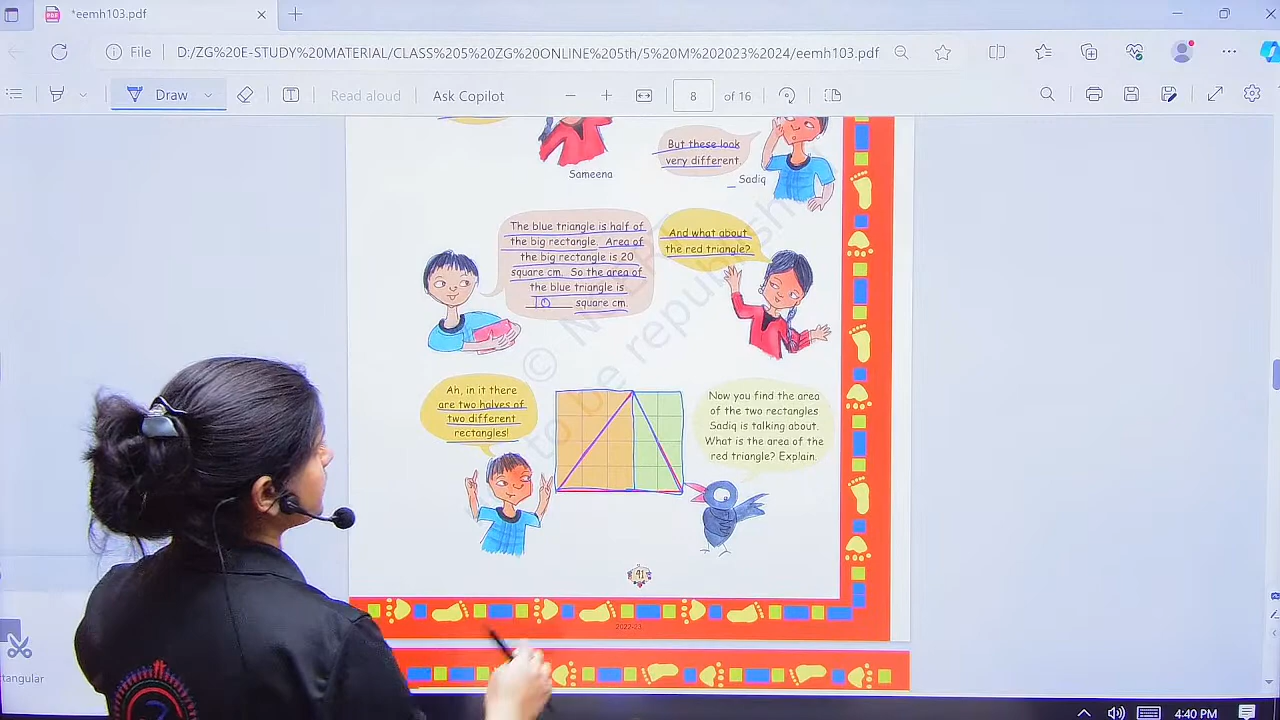 *eemh103.pdf
File
D:/ZG%20E-STUDY%20MATERIAL/CLASS%205%20ZG%20ONLINE%205th/5%20M%202023%2024/eemh103.pdf
Draw
Read aloud
Ask Copilot
8 of 16
But these look
very different.
Sameena
Sadiq
The blue triangle is half of
the big rectangle. Area of
the big rectangle is 20
square cm. So the area of
the blue triangle is
10 square cm.
And what about
the red triangle?
Ah, in it there
are two halves of
two different
rectangles!
Now you find the area
of the two rectangles
Sadiq is talking about.
What is the area of the
red triangle? Explain.
41
2022-23
to be republished
4:40 PM